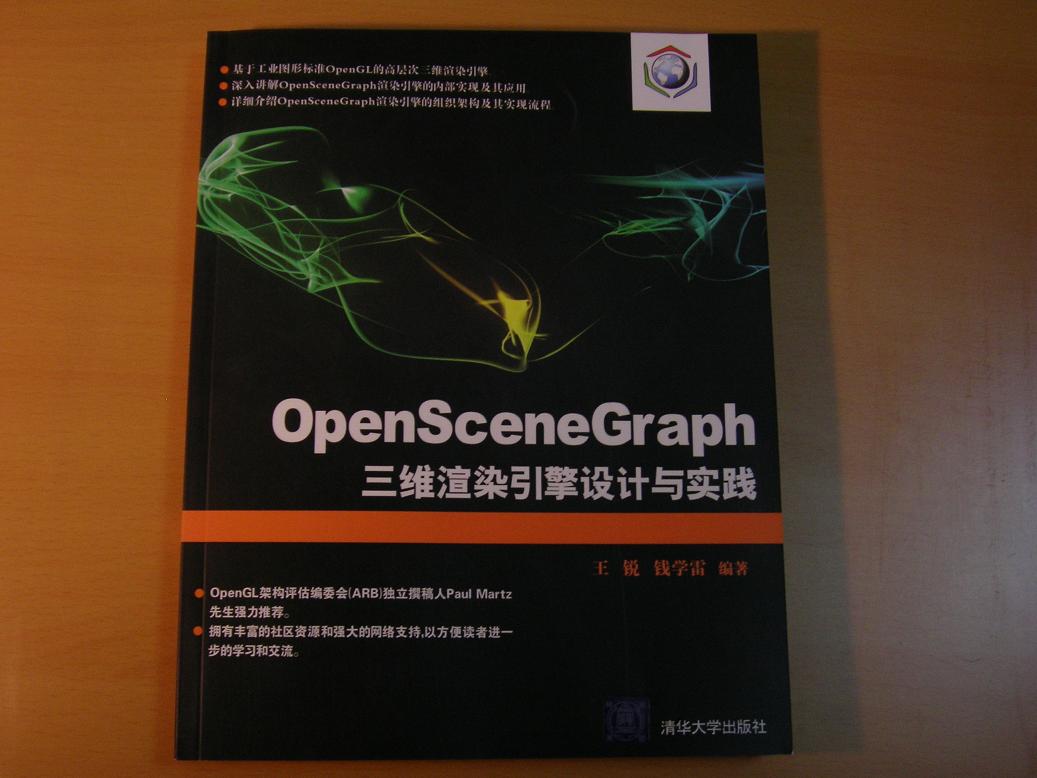 ● 基于工业图形标准OpenGL的高层次三维渲染引擎
● 深入讲解OpenSceneGraph渲染引擎的内部实现及其应用
● 详细介绍OpenSceneGraph渲染引擎的组织架构及其实现流程
OpenSceneGraph
三维渲染引擎设计与实践
王 锐 钱学雷 编著
● OpenGL架构评估编委会(ARB)独立撰稿人Paul Martz
先生强力推荐。
● 拥有丰富的社区资源和强大的网络支持,以方便读者进一
步的学习和交流。
清华大学出版社